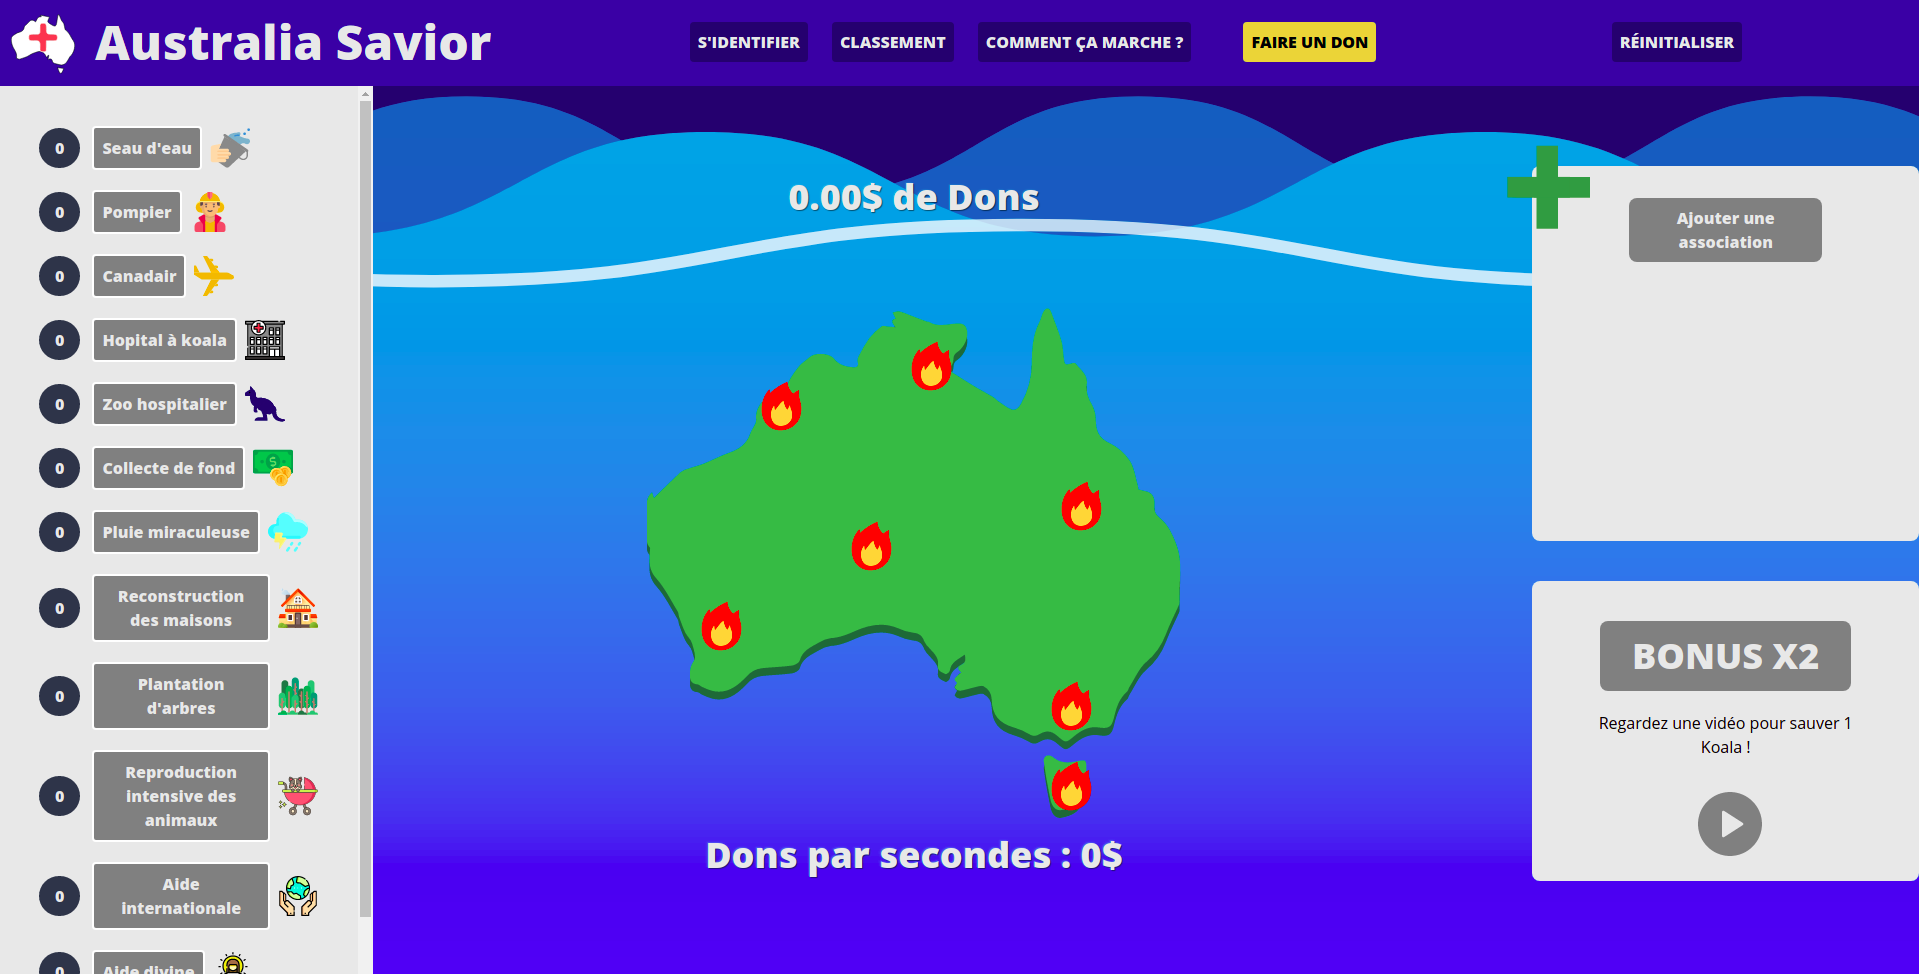 Australia Savior
S'IDENTIFIER
CLASSEMENT
COMMENT ÇA MARCHE ?
FAIRE UN DON
RÉINITIALISER
0 Seau d'eau
0 Pompier
0 Canadair
0 Hopital à koala
0 Zoo hospitalier
0 Collecte de fond
0 Pluie miraculeuse
0 Reconstruction
des maisons
0 Plantation
d'arbres
0 Reproduction
intensive des
animaux
0 Aide
internationale
0 Aide divine
0.00$ de Dons
Dons par secondes : 0$
Ajouter une
association
BONUS X2
Regardez une vidéo pour sauver 1
Koala !